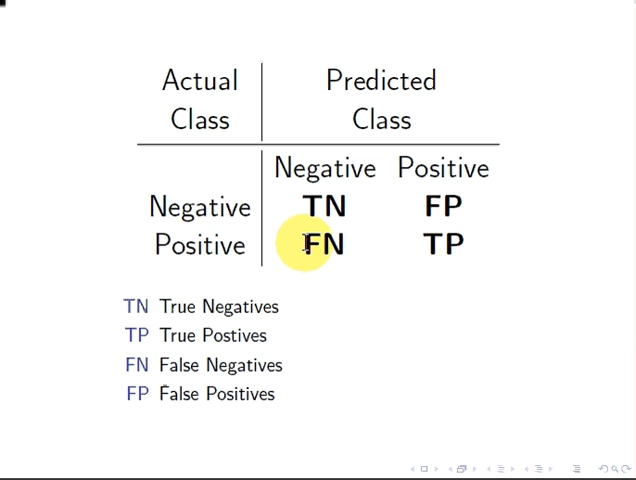 Actual Predicted
Class Class
Negative Positive
Negative TN FP
Positive FN TP
TN True Negatives
TP True Postives
FN False Negatives
FP False Positives